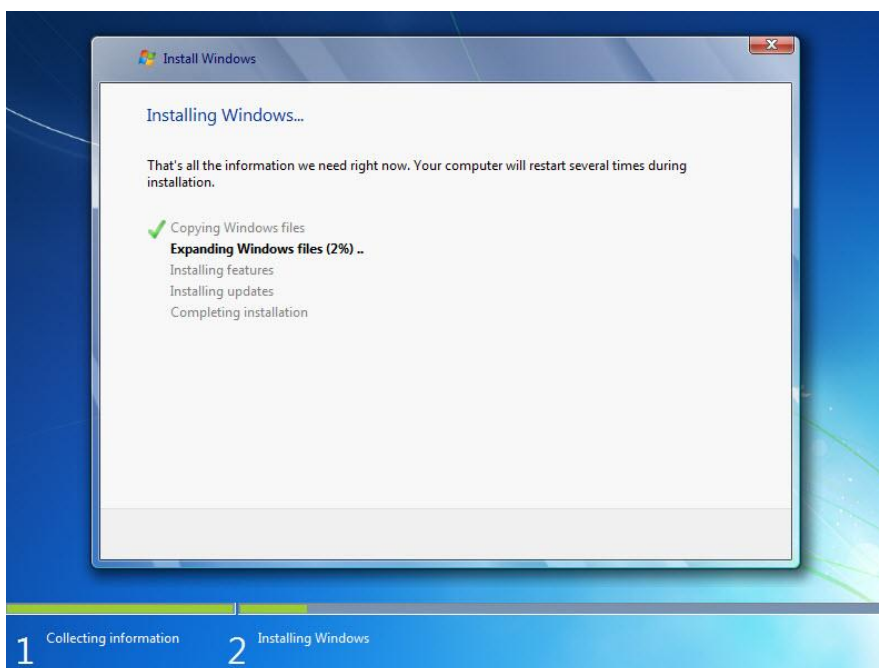 Install Windows
Installing Windows...
That's all the information we need right now. Your computer will restart several times during
installation.
Copying Windows files
Expanding Windows files (2%) ..
Installing features
Installing updates
Completing installation
1 Collecting information
2 Installing Windows